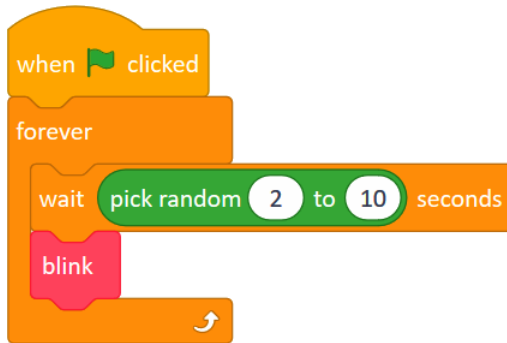 when clicked
forever
wait pick random 2 to 10 seconds
blink